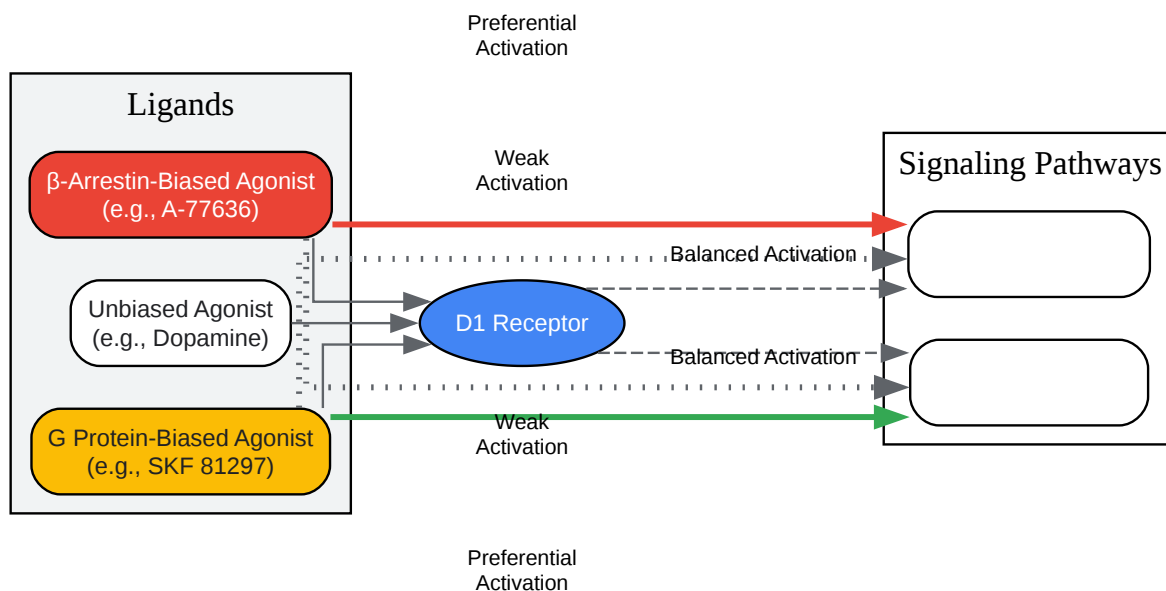 Preferential
Activation
Ligands
Weak
Activation
Signaling Pathways
β-Arrestin-Biased Agonist
(e.g., A-77636)
Balanced Activation
Unbiased Agonist
(e.g., Dopamine)
D1 Receptor
Balanced Activation
G Protein-Biased Agonist
(e.g., SKF 81297)
Weak
Activation
Preferential
Activation